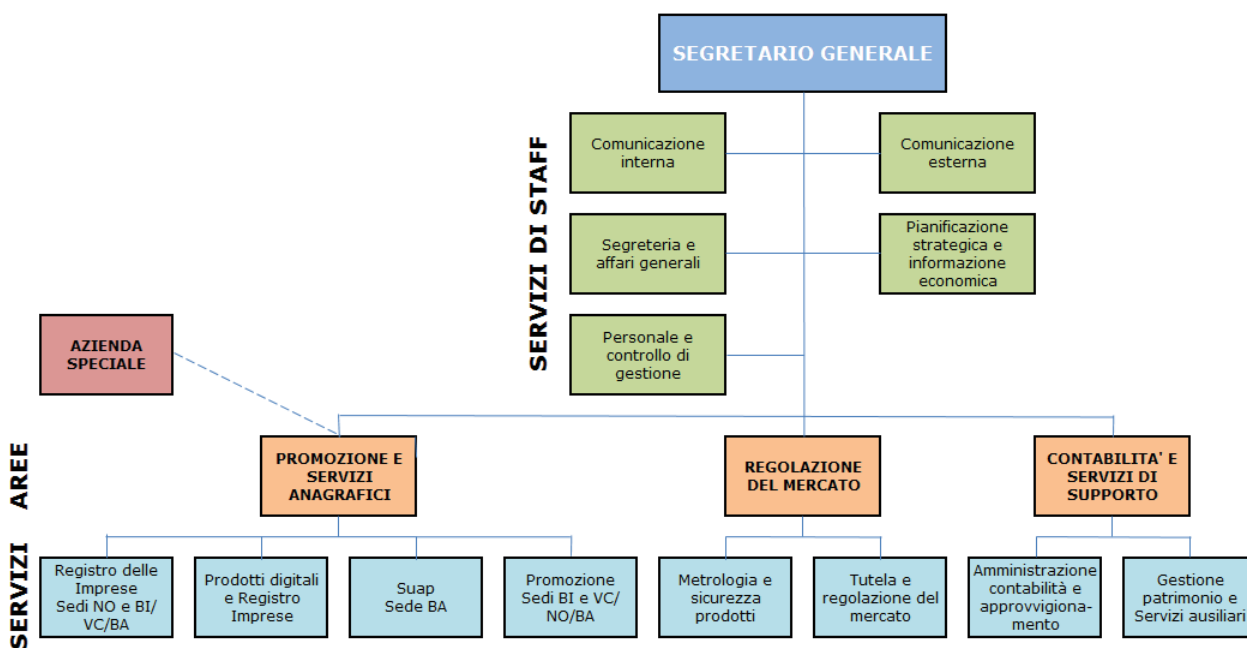 SEGRETARIO GENERALE
SERVIZI DI STAFF
Comunicazione
interna
Comunicazione
esterna
Segreteria e
affari generali
Pianificazione
strategica e
informazione
economica
Personale e
controllo di
gestione
AZIENDA
SPECIALE
AREE
PROMOZIONE E
SERVIZI
ANAGRAFICI
REGOLAZIONE
DEL MERCATO
CONTABILITA' E
SERVIZI DI
SUPPORTO
SERVIZI
Registro delle
Imprese
Sedi NO e BI/
VC/BA
Prodotti digitali
e Registro
Imprese
Suap
Sede BA
Promozione
Sedi BI e VC/
NO/BA
Metrologia e
sicurezza
prodotti
Tutela e
regolazione del
mercato
Amministrazione
contabilità e
approvvigiona-
mento
Gestione
patrimonio e
Servizi ausiliari